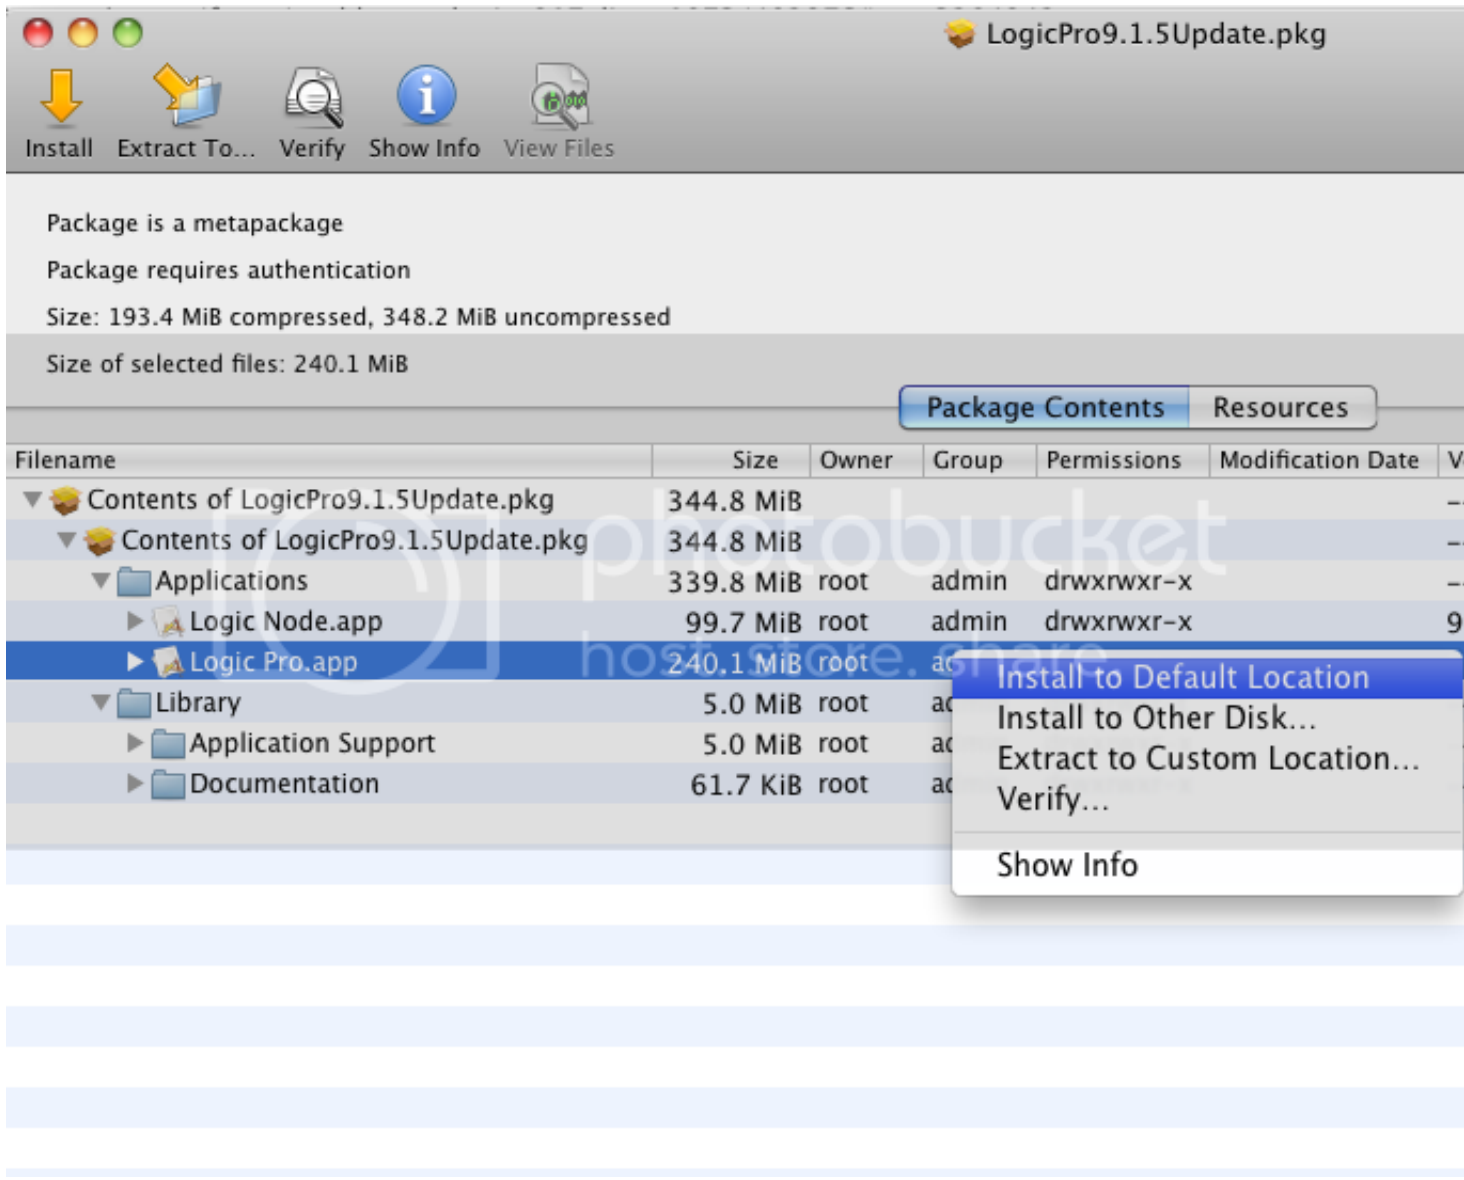 LogicPro9.1.5Update.pkg
Install Extract To... Verify Show Info View Files
Package is a metapackage
Package requires authentication
Size: 193.4 MiB compressed, 348.2 MiB uncompressed
Size of selected files: 240.1 MiB
Package Contents Resources
Filename Size Owner Group Permissions Modification Date
Contents of LogicPro9.1.5Update.pkg 344.8 MiB
Contents of LogicPro9.1.5Update.pkg 344.8 MiB
photobucket
Applications 339.8 MiB root admin drwxrwxr-x
Logic Node.app 99.7 MiB root admin drwxrwxr-x 9
Logic Pro.app 240.1 MiB root
host. store. share.
Install to Default Location
Library 5.0 MiB root
Install to Other Disk...
Application Support 5.0 MiB root
Extract to Custom Location...
Documentation 61.7 KiB root
Verify...
Show Info